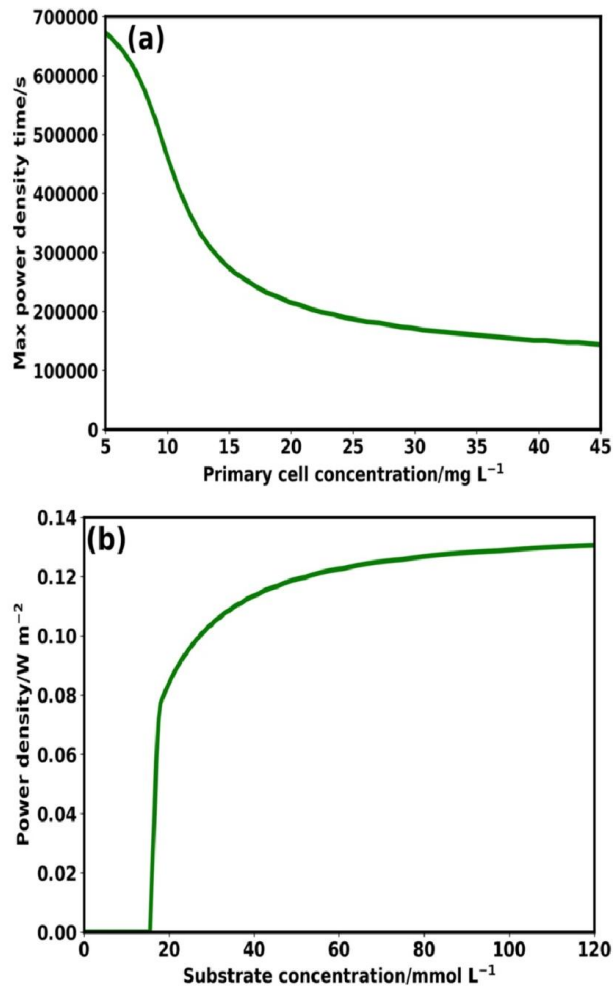 (a)
Max power density time/s
700000
600000
500000
400000
300000
200000
100000
0
5 10 15 20 25 30 35 40 45
Primary cell concentration/mg L⁻¹
(b)
Power density/W m⁻²
0.14
0.12
0.10
0.08
0.06
0.04
0.02
0.00
0 20 40 60 80 100 120
Substrate concentration/mmol L⁻¹